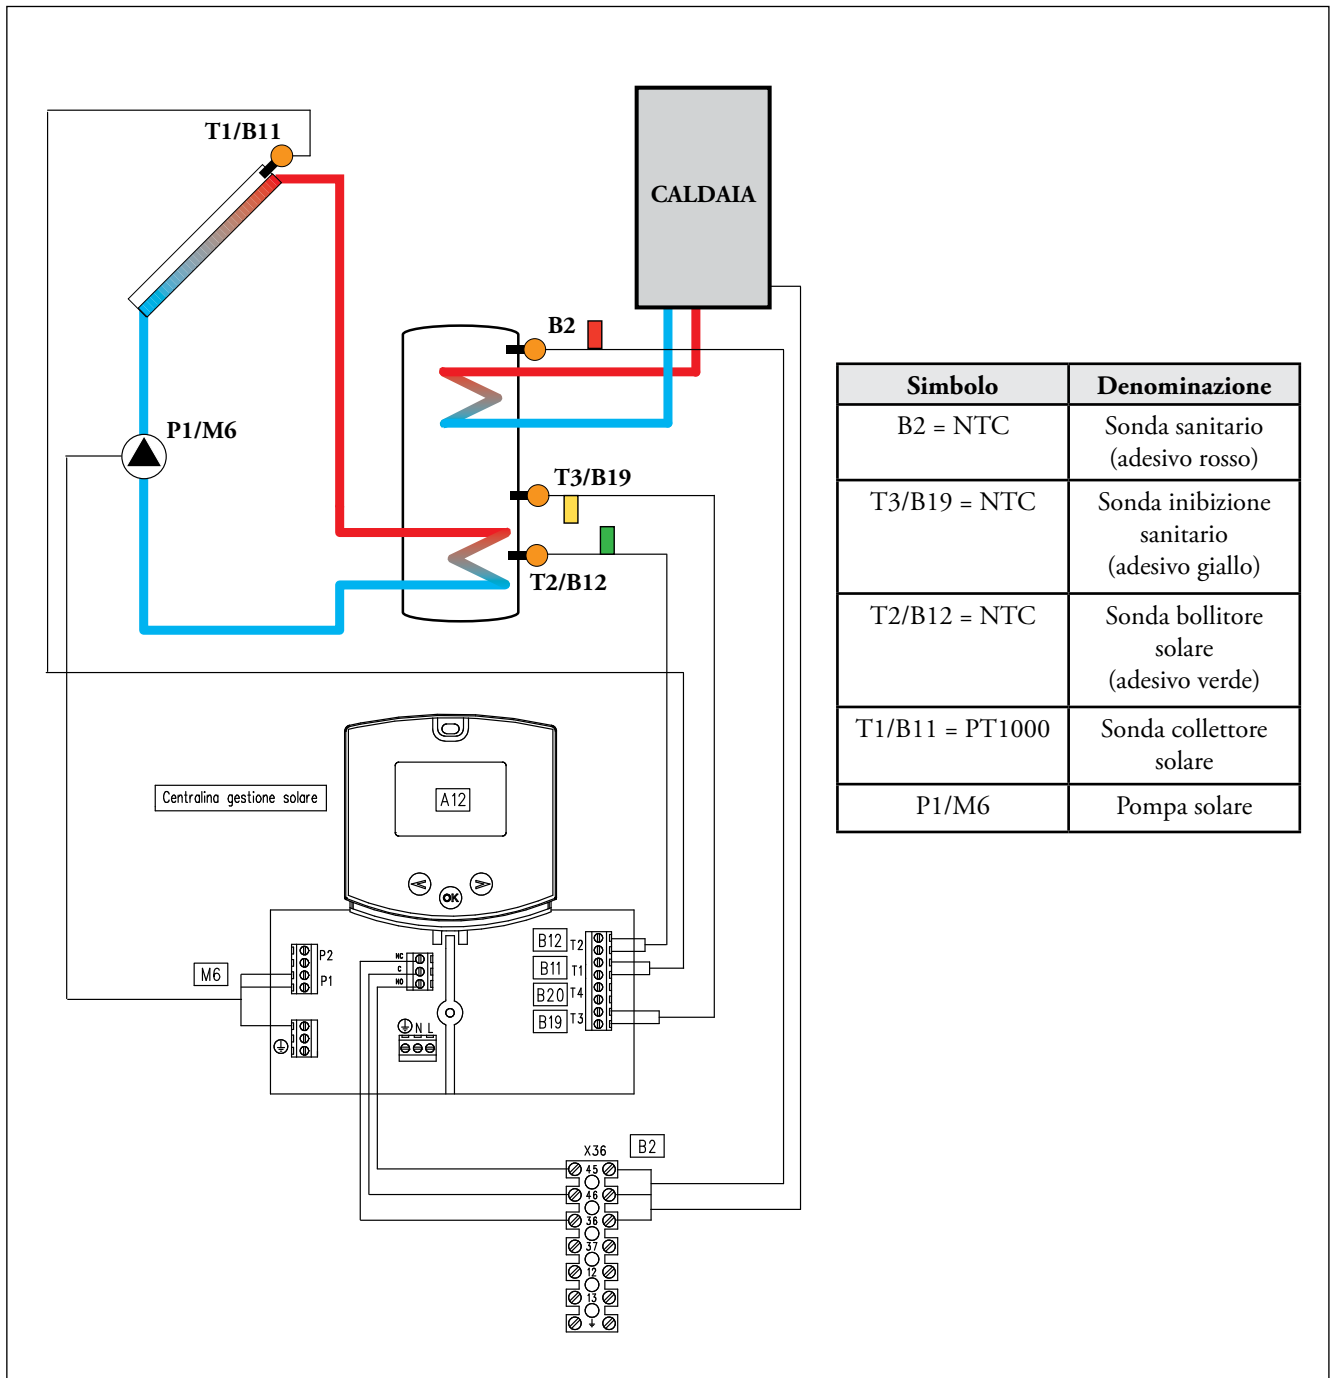 T1/B11
CALDAIA
B2
P1/M6
T3/B19
T2/B12
Simbolo Denominazione
B2 = NTC Sonda sanitario
(adesivo rosso)
T3/B19 = NTC Sonda inibizione
sanitario
(adesivo giallo)
T2/B12 = NTC Sonda bollitore
solare
(adesivo verde)
T1/B11 = PT1000 Sonda collettore
solare
P1/M6 Pompa solare
Centralina gestione solare
A12
< OK >
M6
P2
P1
NC
C
NO
N L
B12 T2
B11 T1
B20 T4
B19 T3
X36
B2
45
46
36
37
12
13